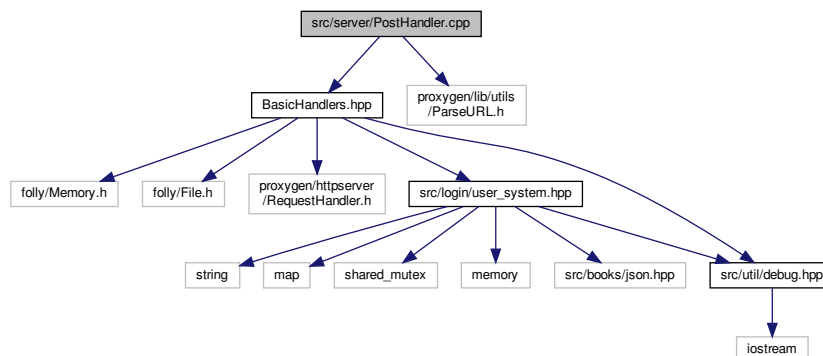 src/server/PostHandler.cpp
BasicHandlers.hpp
proxygen/lib/utils
/ParseURL.h
folly/Memory.h
folly/File.h
proxygen/httpserver
/RequestHandler.h
src/login/user_system.hpp
string
map
shared_mutex
memory
src/books/json.hpp
src/util/debug.hpp
iostream